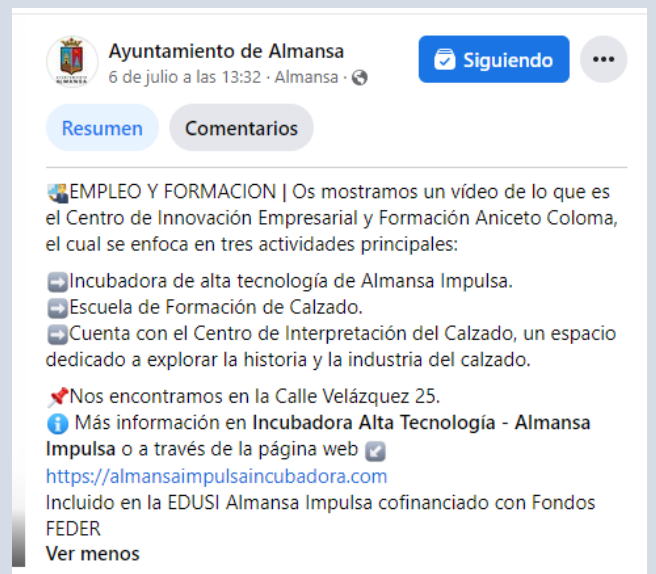 Ayuntamiento de Almansa
6 de julio a las 13:32 · Almansa ·
Siguiendo
Resumen
Comentarios
EMPLEO Y FORMACION | Os mostramos un vídeo de lo que es
el Centro de Innovación Empresarial y Formación Aniceto Coloma,
el cual se enfoca en tres actividades principales:
➡Incubadora de alta tecnología de Almansa Impulsa.
➡Escuela de Formación de Calzado.
➡Cuenta con el Centro de Interpretación del Calzado, un espacio
dedicado a explorar la historia y la industria del calzado.
📌Nos encontramos en la Calle Velázquez 25.
ℹ Más información en Incubadora Alta Tecnología - Almansa
Impulsa o a través de la página web ↙
https://almansaimpulsaincubadora.com
Incluido en la EDUSI Almansa Impulsa cofinanciado con Fondos
FEDER
Ver menos